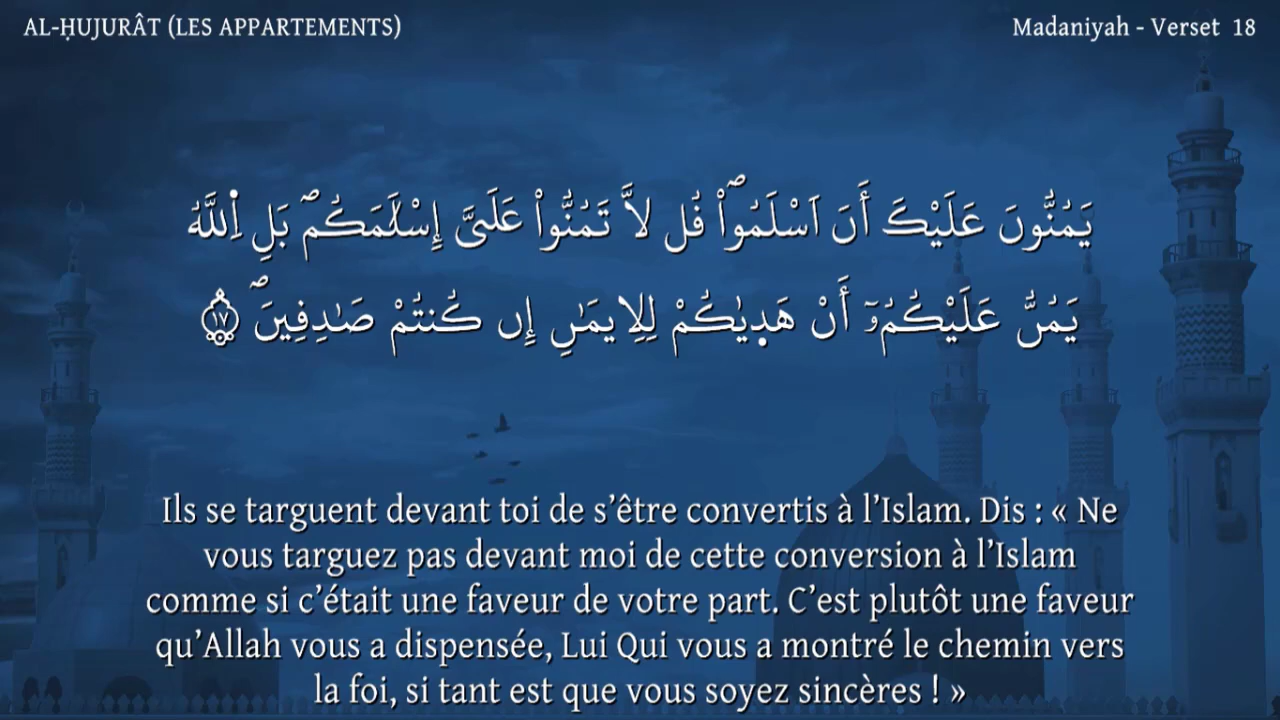 AL-ḤUJURÂT (LES APPARTEMENTS)
Madaniyah - Verset 18
يَمُنُّونَ عَلَيْكَ أَنَ اَسْلَمُواْۖ قُل لَّا تَمُنُّواْ عَلَىَّ إِسْلَٰمَكُمۖ بَلِ اِ۬للَّهُ
يَمُنُّ عَلَيْكُمُۥٓ أَنْ هَد۪يٰكُمْ لِلِايمَٰنِ إِن كُنتُمْ صَٰدِقِينَۖ ١٧
Ils se targuent devant toi de s’être convertis à l’Islam. Dis : « Ne
vous targuez pas devant moi de cette conversion à l’Islam
comme si c’était une faveur de votre part. C’est plutôt une faveur
qu’Allah vous a dispensée, Lui Qui vous a montré le chemin vers
la foi, si tant est que vous soyez sincères ! »